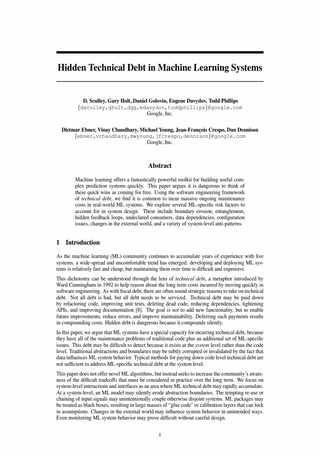 Hidden Technical Debt in Machine Learning Systems
D. Sculley, Gary Holt, Daniel Golovin, Eugene Davydov, Todd Phillips
{dsculley,gholt,dgg,edavydov,toddphillips}@google.com
Google, Inc.
Dietmar Ebner, Vinay Chaudhary, Michael Young, Jean-François Crespo, Dan Dennison
{ebner,vchaudhary,mwyoung,jfcrespo,dennison}@google.com
Google, Inc.
Abstract
Machine learning offers a fantastically powerful toolkit for building useful com-
plex prediction systems quickly. This paper argues it is dangerous to think of
these quick wins as coming for free. Using the software engineering framework
of technical debt, we find it is common to incur massive ongoing maintenance
costs in real-world ML systems. We explore several ML-specific risk factors to
account for in system design. These include boundary erosion, entanglement,
hidden feedback loops, undeclared consumers, data dependencies, configuration
issues, changes in the external world, and a variety of system-level anti-patterns.
1 Introduction
As the machine learning (ML) community continues to accumulate years of experience with live
systems, a wide-spread and uncomfortable trend has emerged: developing and deploying ML sys-
tems is relatively fast and cheap, but maintaining them over time is difficult and expensive.
This dichotomy can be understood through the lens of technical debt, a metaphor introduced by
Ward Cunningham in 1992 to help reason about the long term costs incurred by moving quickly in
software engineering. As with fiscal debt, there are often sound strategic reasons to take on technical
debt. Not all debt is bad, but all debt needs to be serviced. Technical debt may be paid down
by refactoring code, improving unit tests, deleting dead code, reducing dependencies, tightening
APIs, and improving documentation [8]. The goal is not to add new functionality, but to enable
future improvements, reduce errors, and improve maintainability. Deferring such payments results
in compounding costs. Hidden debt is dangerous because it compounds silently.
In this paper, we argue that ML systems have a special capacity for incurring technical debt, because
they have all of the maintenance problems of traditional code plus an additional set of ML-specific
issues. This debt may be difficult to detect because it exists at the system level rather than the code
level. Traditional abstractions and boundaries may be subtly corrupted or invalidated by the fact that
data influences ML system behavior. Typical methods for paying down code level technical debt are
not sufficient to address ML-specific technical debt at the system level.
This paper does not offer novel ML algorithms, but instead seeks to increase the community's aware-
ness of the difficult tradeoffs that must be considered in practice over the long term. We focus on
system-level interactions and interfaces as an area where ML technical debt may rapidly accumulate.
At a system-level, an ML model may silently erode abstraction boundaries. The tempting re-use or
chaining of input signals may unintentionally couple otherwise disjoint systems. ML packages may
be treated as black boxes, resulting in large masses of "glue code" or calibration layers that can lock
in assumptions. Changes in the external world may influence system behavior in unintended ways.
Even monitoring ML system behavior may prove difficult without careful design.
1